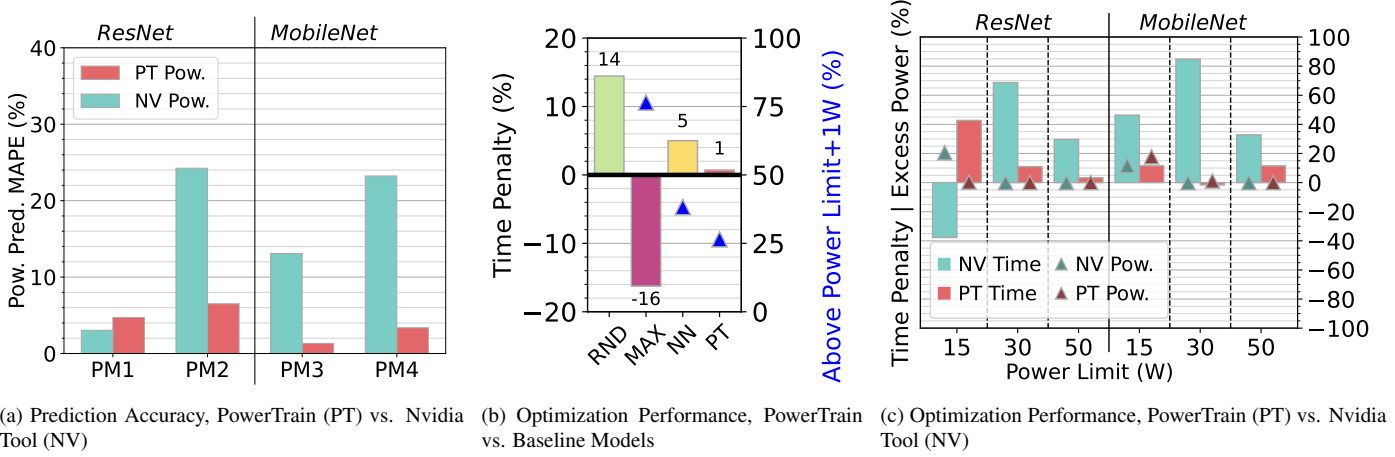 ResNet MobileNet
Pow. Pred. MAPE (%)
40
30
20
10
0
PT Pow.
NV Pow.
PM1 PM2 PM3 PM4
(a) Prediction Accuracy, PowerTrain (PT) vs. Nvidia
Tool (NV)
Time Penalty (%)
20
10
0
−10
−20
14
-16
5
1
100
75
50
25
0
Above Power Limit+1W (%)
RND MAX NN PT
(b) Optimization Performance, PowerTrain
vs. Baseline Models
ResNet MobileNet
Time Penalty | Excess Power (%)
100
80
60
40
20
0
−20
−40
−60
−80
−100
NV Time NV Pow.
PT Time PT Pow.
15 30 50 15 30 50
Power Limit (W)
(c) Optimization Performance, PowerTrain (PT) vs. Nvidia
Tool (NV)